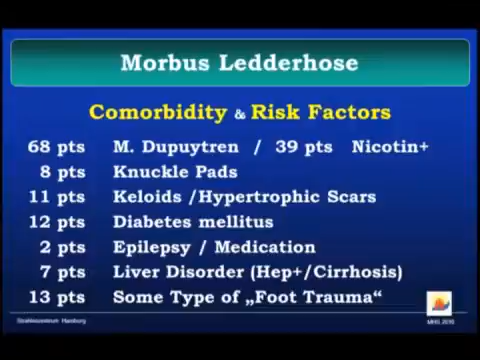 Morbus Ledderhose
Comorbidity & Risk Factors
68 pts M. Dupuytren / 39 pts Nicotin+
8 pts Knuckle Pads
11 pts Keloids /Hypertrophic Scars
12 pts Diabetes mellitus
2 pts Epilepsy / Medication
7 pts Liver Disorder (Hep+/Cirrhosis)
13 pts Some Type of „Foot Trauma“
Strahlenzentrum Hamburg